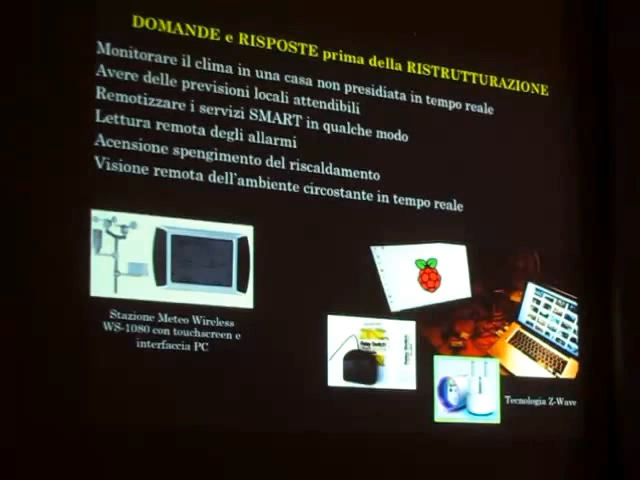 DOMANDE e RISPOSTE prima della RISTRUTTURAZIONE
Monitorare il clima in una casa non presidiata in tempo reale
Avere delle previsioni locali attendibili
Remotizzare i servizi SMART in qualche modo
Lettura remota degli allarmi
Acensione spengimento del riscaldamento
Visione remota dell'ambiente circostante in tempo reale
Stazione Meteo Wireless
WS-1080 con touchscreen e
interfaccia PC
Tecnologia Z-Wave